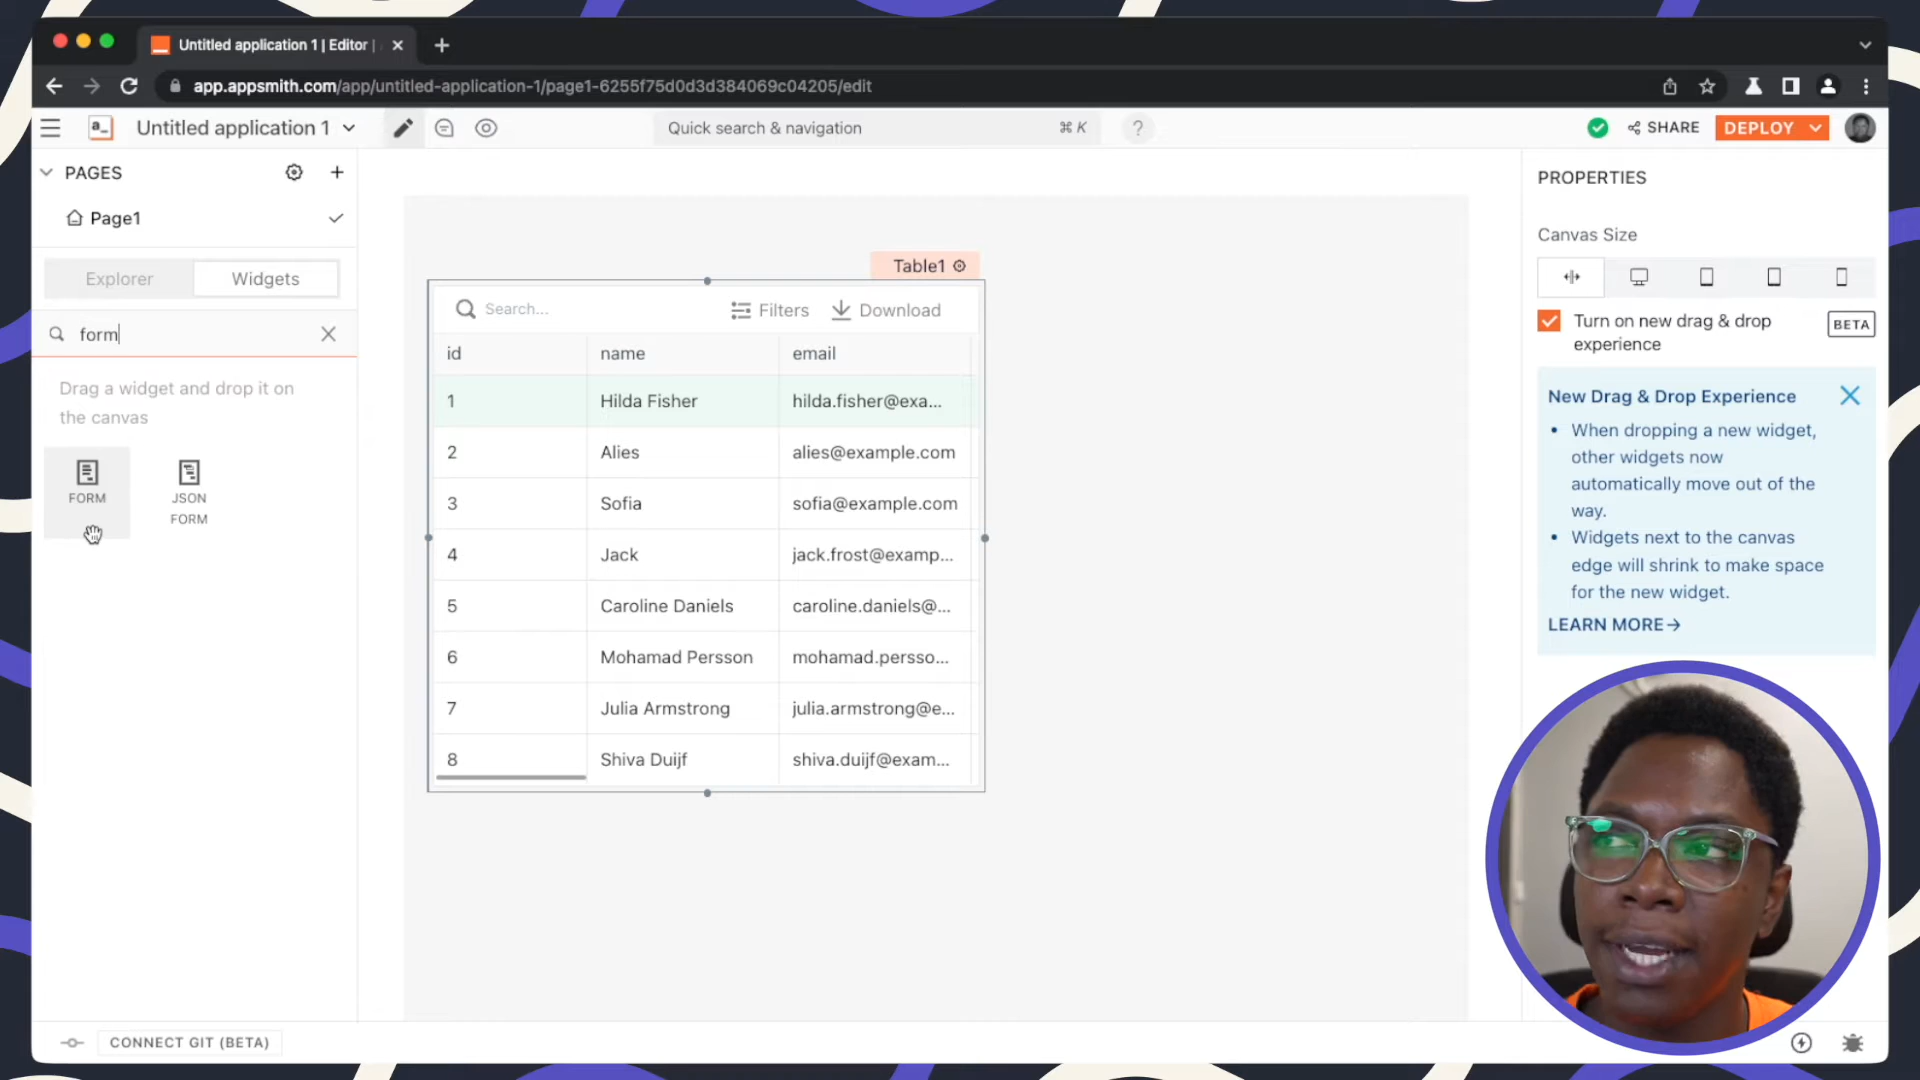 Untitled application 1 | Editor |
app.appsmith.com/app/untitled-application-1/page1-6255f75d0d3d384069c04205/edit
a_
Untitled application 1
Quick search & navigation
⌘ K
?
SHARE
DEPLOY
PAGES
Page1
Explorer
Widgets
form
Drag a widget and drop it on
the canvas
FORM
JSON
FORM
Table1
Search...
Filters
Download
id name email
1 Hilda Fisher hilda.fisher@exa...
2 Alies alies@example.com
3 Sofia sofia@example.com
4 Jack jack.frost@examp...
5 Caroline Daniels caroline.daniels@...
6 Mohamad Persson mohamad.persso...
7 Julia Armstrong julia.armstrong@e...
8 Shiva Duijf shiva.duijf@exam...
PROPERTIES
Canvas Size
Turn on new drag & drop
experience
BETA
New Drag & Drop Experience
• When dropping a new widget,
other widgets now
automatically move out of the
way.
• Widgets next to the canvas
edge will shrink to make space
for the new widget.
LEARN MORE→
CONNECT GIT (BETA)